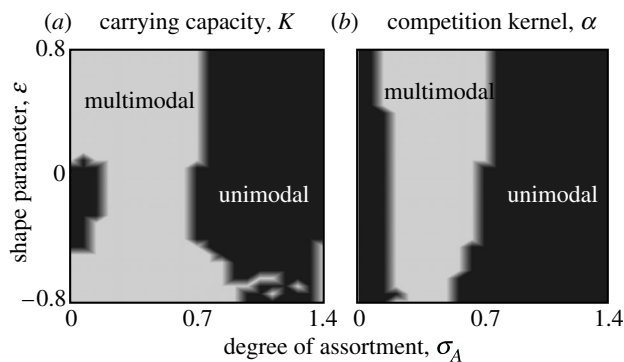 (a) carrying capacity, K
(b) competition kernel, α
shape parameter, ε
0.8
0
−0.8
multimodal
unimodal
multimodal
unimodal
0 0.7 1.4
0 0.7 1.4
degree of assortment, σA